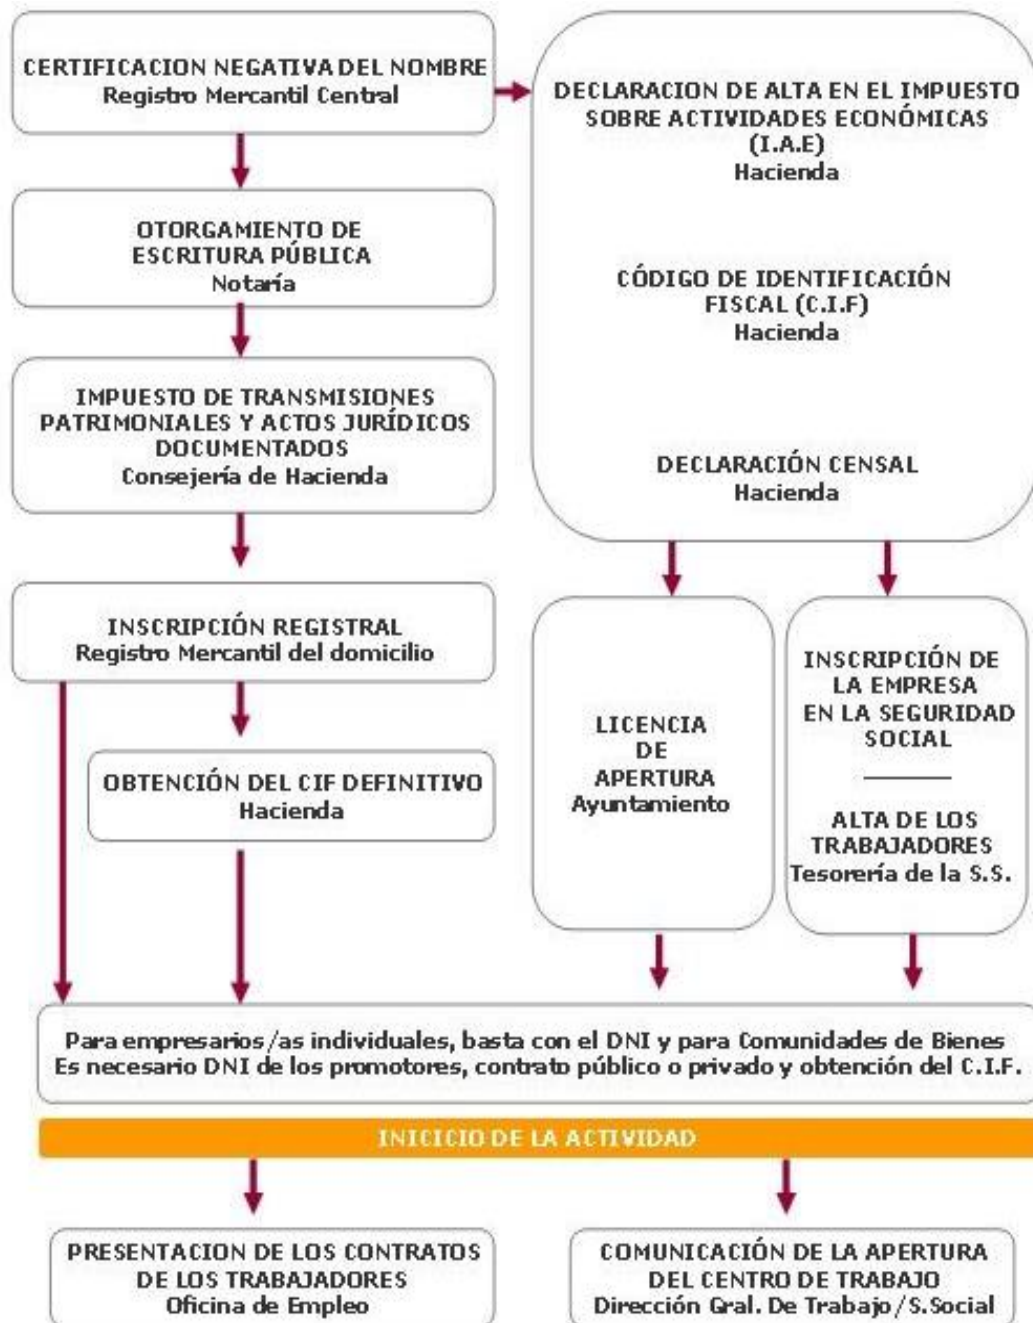 CERTIFICACION NEGATIVA DEL NOMBRE
Registro Mercantil Central
DECLARACION DE ALTA EN EL IMPUESTO
SOBRE ACTIVIDADES ECONÓMICAS
(I.A.E)
Hacienda
CÓDIGO DE IDENTIFICACIÓN
FISCAL (C.I.F)
Hacienda
DECLARACIÓN CENSAL
Hacienda
OTORGAMIENTO DE
ESCRITURA PÚBLICA
Notaría
IMPUESTO DE TRANSMISIONES
PATRIMONIALES Y ACTOS JURÍDICOS
DOCUMENTADOS
Consejería de Hacienda
INSCRIPCIÓN REGISTRAL
Registro Mercantil del domicilio
OBTENCIÓN DEL CIF DEFINITIVO
Hacienda
LICENCIA
DE
APERTURA
Ayuntamiento
INSCRIPCIÓN DE
LA EMPRESA
EN LA SEGURIDAD
SOCIAL
ALTA DE LOS
TRABAJADORES
Tesorería de la S.S.
Para empresarios/as individuales, basta con el DNI y para Comunidades de Bienes
Es necesario DNI de los promotores, contrato público o privado y obtención del C.I.F.
INICICIO DE LA ACTIVIDAD
PRESENTACION DE LOS CONTRATOS
DE LOS TRABAJADORES
Oficina de Empleo
COMUNICACIÓN DE LA APERTURA
DEL CENTRO DE TRABAJO
Dirección Gral. De Trabajo/S.Social